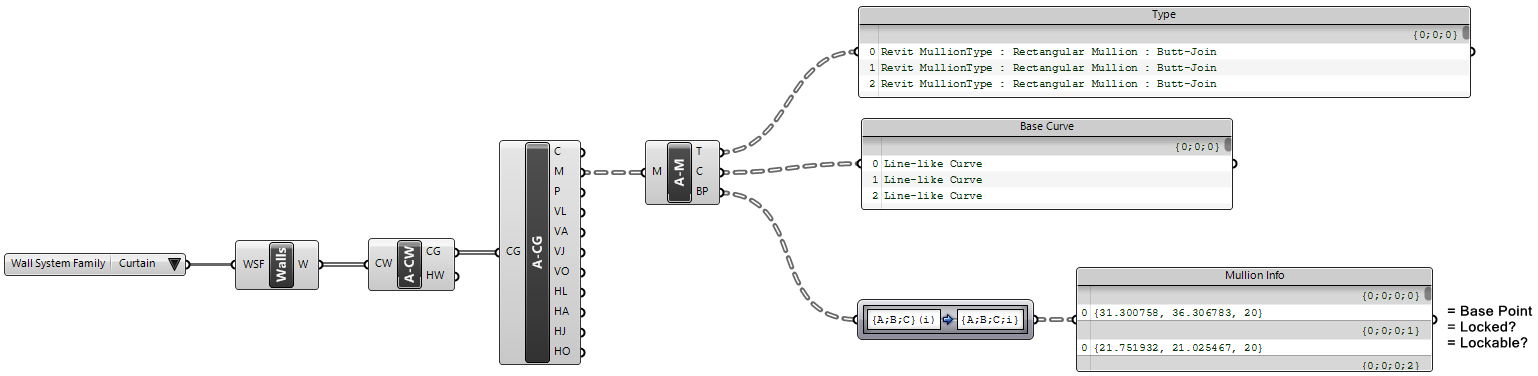 Wall System Family Curtain
WSF Walls W
CW A-CW CG
HW
CG A-CG C
M
P
VL
VA
VJ
VO
HL
HA
HJ
HO
M A-M T
C
BP
Type
{0;0;0}
0 Revit MullionType : Rectangular Mullion : Butt-Join
1 Revit MullionType : Rectangular Mullion : Butt-Join
2 Revit MullionType : Rectangular Mullion : Butt-Join
Base Curve
{0;0;0}
0 Line-like Curve
1 Line-like Curve
2 Line-like Curve
{A;B;C}(i) {A;B;C;i}
Mullion Info
{0;0;0;0}
0 {31.300758, 36.306783, 20}
{0;0;0;1}
0 {21.751932, 21.025467, 20}
{0;0;0;2}
= Base Point
= Locked?
= Lockable?